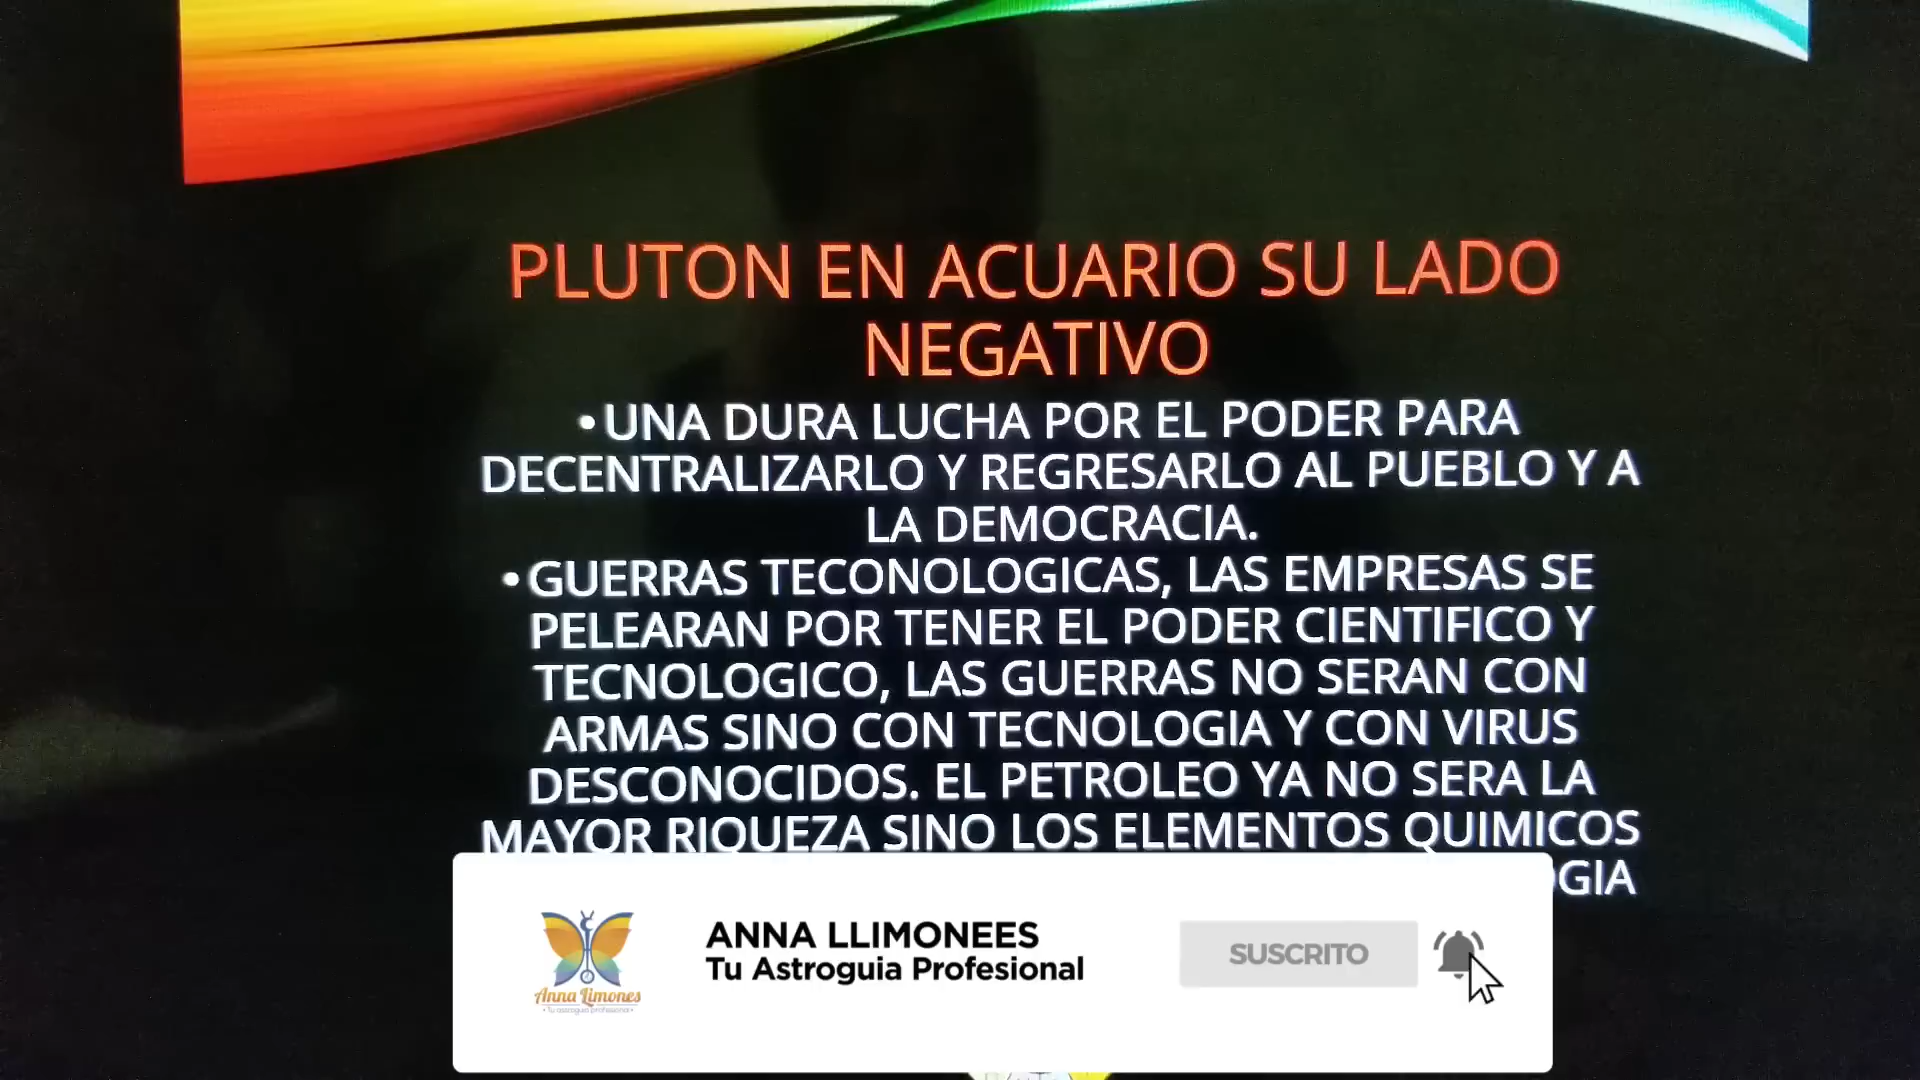 PLUTON EN ACUARIO SU LADO
NEGATIVO
•UNA DURA LUCHA POR EL PODER PARA
DECENTRALIZARLO Y REGRESARLO AL PUEBLO Y A
LA DEMOCRACIA.
•GUERRAS TECONOLOGICAS, LAS EMPRESAS SE
PELEARAN POR TENER EL PODER CIENTIFICO Y
TECNOLOGICO, LAS GUERRAS NO SERAN CON
ARMAS SINO CON TECNOLOGIA Y CON VIRUS
DESCONOCIDOS. EL PETROLEO YA NO SERA LA
MAYOR RIQUEZA SINO LOS ELEMENTOS QUIMICOS
ANNA LLIMONEES
Tu Astroguia Profesional
SUSCRITO
Anna Limones
• Tu astroguia profesional •